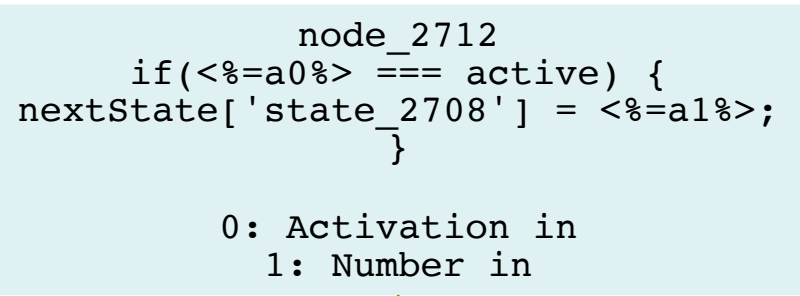 node_2712
if(<%=a0%> === active) {
nextState['state_2708'] = <%=a1%>;
}
0: Activation in
1: Number in